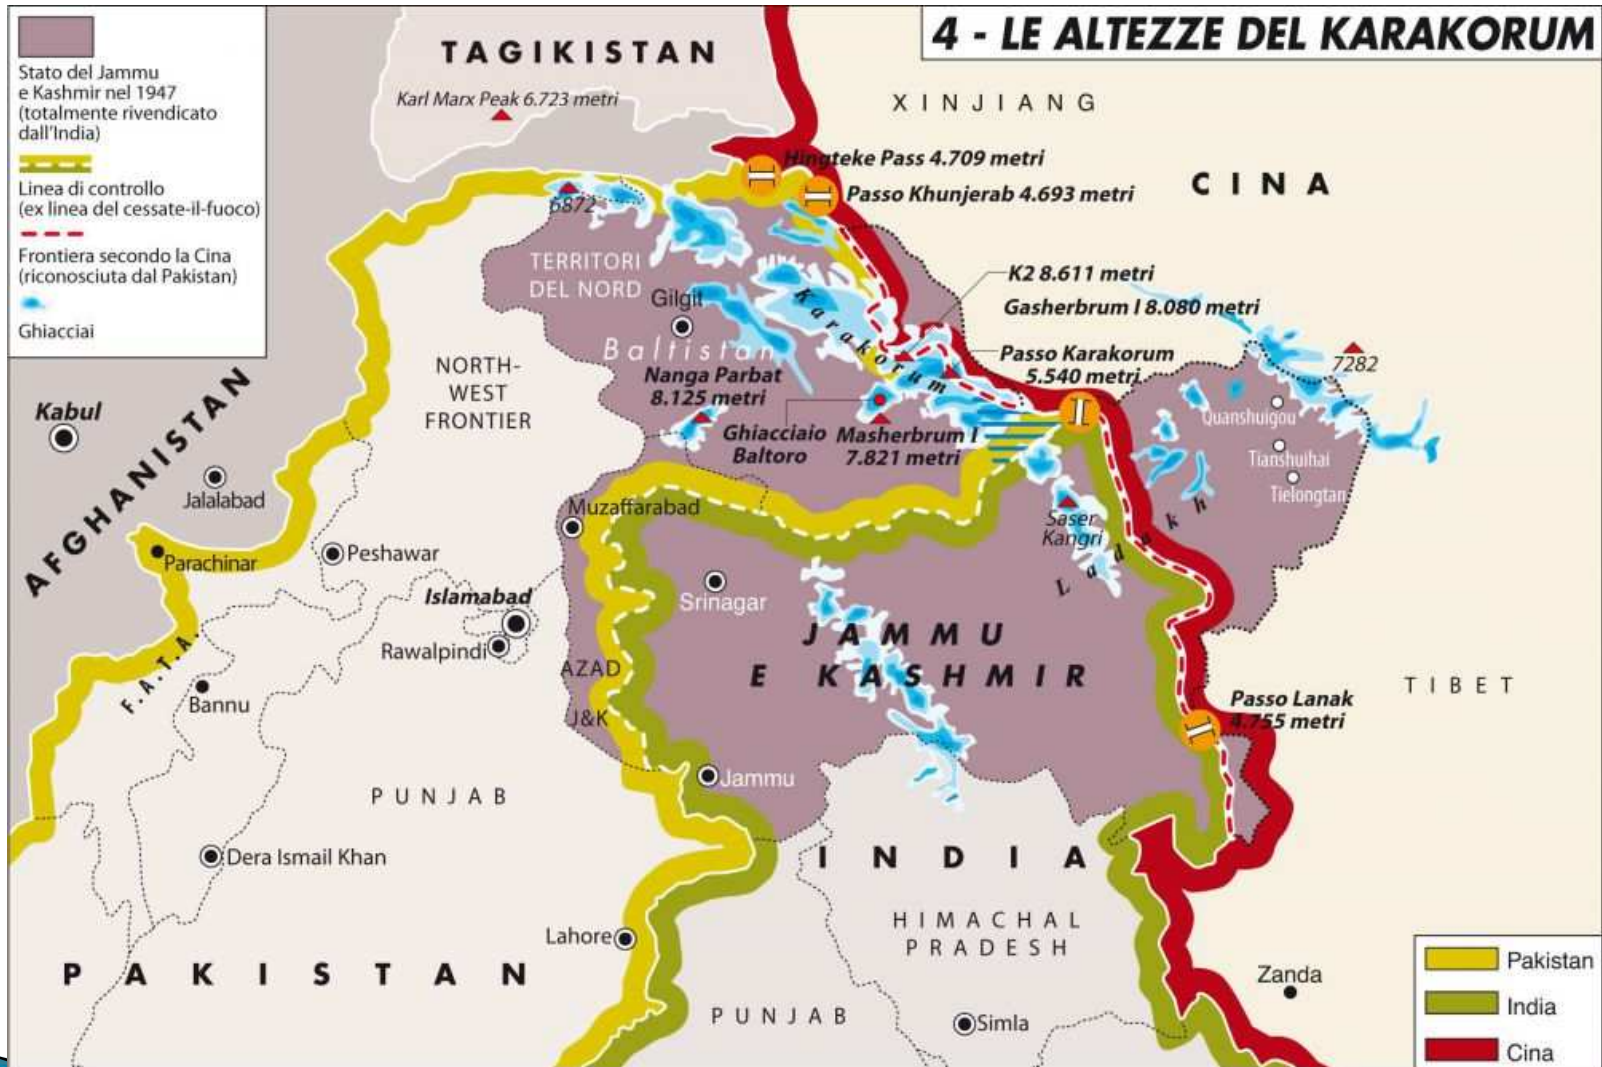 4 - LE ALTEZZE DEL KARAKORUM
Stato del Jammu
e Kashmir nel 1947
(totalmente rivendicato
dall'India)
Linea di controllo
(ex linea del cessate-il-fuoco)
Frontiera secondo la Cina
(riconosciuta dal Pakistan)
Ghiacciai
TAGIKISTAN
Karl Marx Peak 6.723 metri
XINJIANG
Hingteke Pass 4.709 metri
Passo Khunjerab 4.693 metri
CINA
6872
TERRITORI
DEL NORD
Gilgit
Baltistan
Karakorum
K2 8.611 metri
Gasherbrum I 8.080 metri
Passo Karakorum
5.540 metri
7282
NORTH-
WEST
FRONTIER
Nanga Parbat
8.125 metri
Ghiacciaio
Baltoro
Masherbrum I
7.821 metri
Quanshuigou
Tianshuihai
Tielongtan
Kabul
AFGHANISTAN
Jalalabad
Muzaffarabad
Saser
Kangri
Ladakh
Parachinar
Peshawar
Srinagar
Islamabad
Rawalpindi
JAMMU
E KASHMIR
F.A.T.A.
Bannu
AZAD
J&K
TIBET
Passo Lanak
4.755 metri
Jammu
PUNJAB
Dera Ismail Khan
INDIA
HIMACHAL
PRADESH
Lahore
PAKISTAN
PUNJAB
Simla
Zanda
Pakistan
India
Cina